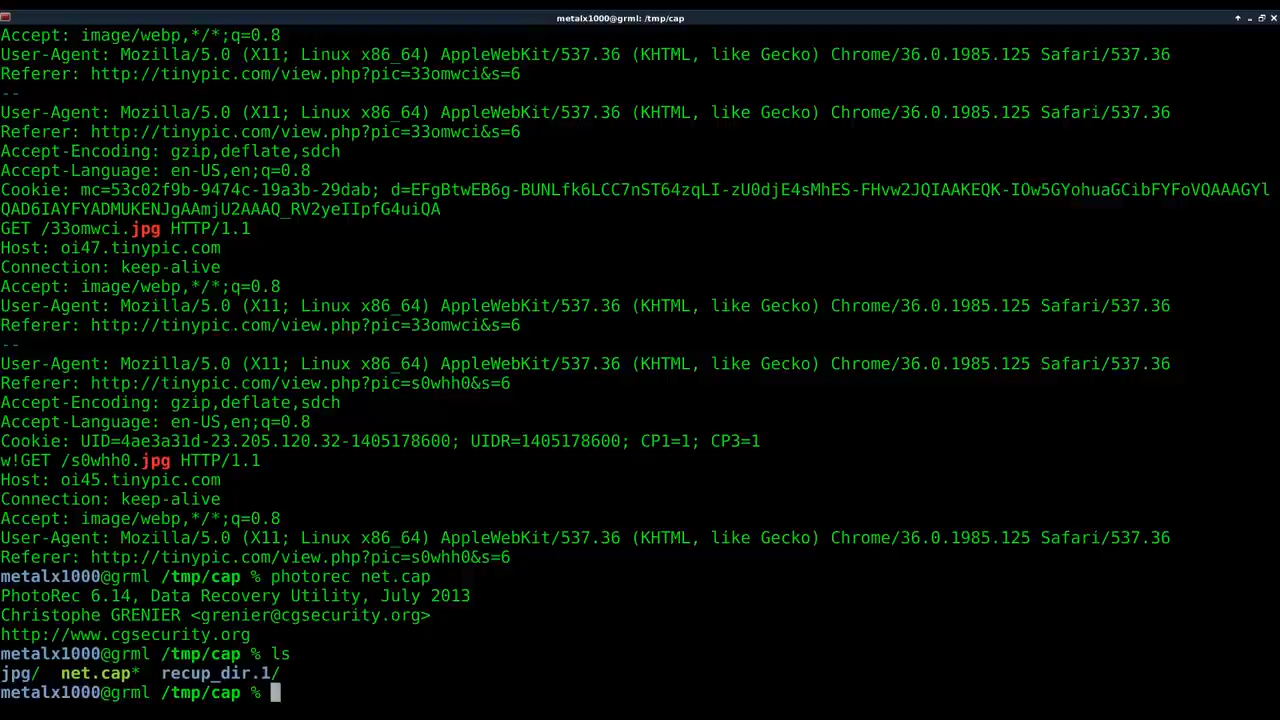 metalx1000@grml: /tmp/cap
Accept: image/webp,*/*;q=0.8
User-Agent: Mozilla/5.0 (X11; Linux x86_64) AppleWebKit/537.36 (KHTML, like Gecko) Chrome/36.0.1985.125 Safari/537.36
Referer: http://tinypic.com/view.php?pic=33omwci&s=6
--
User-Agent: Mozilla/5.0 (X11; Linux x86_64) AppleWebKit/537.36 (KHTML, like Gecko) Chrome/36.0.1985.125 Safari/537.36
Referer: http://tinypic.com/view.php?pic=33omwci&s=6
Accept-Encoding: gzip,deflate,sdch
Accept-Language: en-US,en;q=0.8
Cookie: mc=53c02f9b-9474c-19a3b-29dab; d=EFgBtwEB6g-BUNLfk6LCC7nST64zqLI-zU0djE4sMhES-FHvw2JQIAAKEQK-IOw5GYohuaGCibFYFoVQAAAGYl
QAD6IAYFYADMUKENJgAAmjU2AAAQ_RV2yeIIpfG4uiQA
GET /33omwci.jpg HTTP/1.1
Host: oi47.tinypic.com
Connection: keep-alive
Accept: image/webp,*/*;q=0.8
User-Agent: Mozilla/5.0 (X11; Linux x86_64) AppleWebKit/537.36 (KHTML, like Gecko) Chrome/36.0.1985.125 Safari/537.36
Referer: http://tinypic.com/view.php?pic=33omwci&s=6
--
User-Agent: Mozilla/5.0 (X11; Linux x86_64) AppleWebKit/537.36 (KHTML, like Gecko) Chrome/36.0.1985.125 Safari/537.36
Referer: http://tinypic.com/view.php?pic=s0whh0&s=6
Accept-Encoding: gzip,deflate,sdch
Accept-Language: en-US,en;q=0.8
Cookie: UID=4ae3a31d-23.205.120.32-1405178600; UIDR=1405178600; CP1=1; CP3=1
w!GET /s0whh0.jpg HTTP/1.1
Host: oi45.tinypic.com
Connection: keep-alive
Accept: image/webp,*/*;q=0.8
User-Agent: Mozilla/5.0 (X11; Linux x86_64) AppleWebKit/537.36 (KHTML, like Gecko) Chrome/36.0.1985.125 Safari/537.36
Referer: http://tinypic.com/view.php?pic=s0whh0&s=6
metalx1000@grml /tmp/cap % photorec net.cap
PhotoRec 6.14, Data Recovery Utility, July 2013
Christophe GRENIER <grenier@cgsecurity.org>
http://www.cgsecurity.org
metalx1000@grml /tmp/cap % ls
jpg/  net.cap*  recup_dir.1/
metalx1000@grml /tmp/cap %